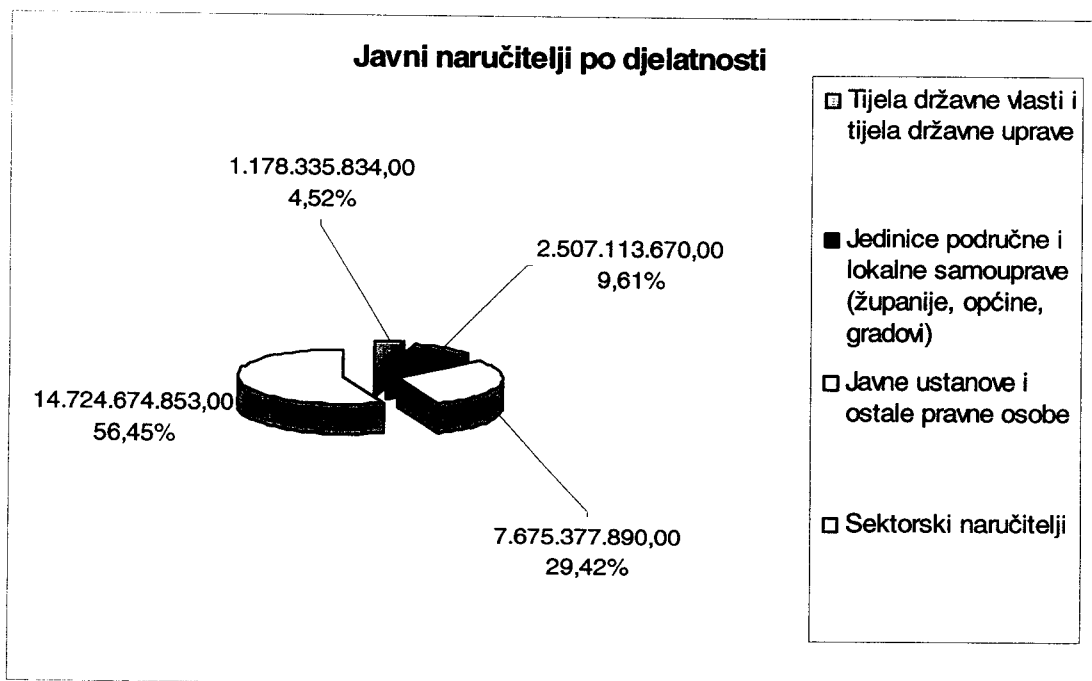 Javni naručitelji po djelatnosti
1.178.335.834,00
4,52%
2.507.113.670,00
9,61%
14.724.674.853,00
56,45%
7.675.377.890,00
29,42%
Tijela državne vlasti i
tijela državne uprave
Jedinice područne i
lokalne samouprave
(županije, općine,
gradovi)
Javne ustanove i
ostale pravne osobe
Sektorski naručitelji